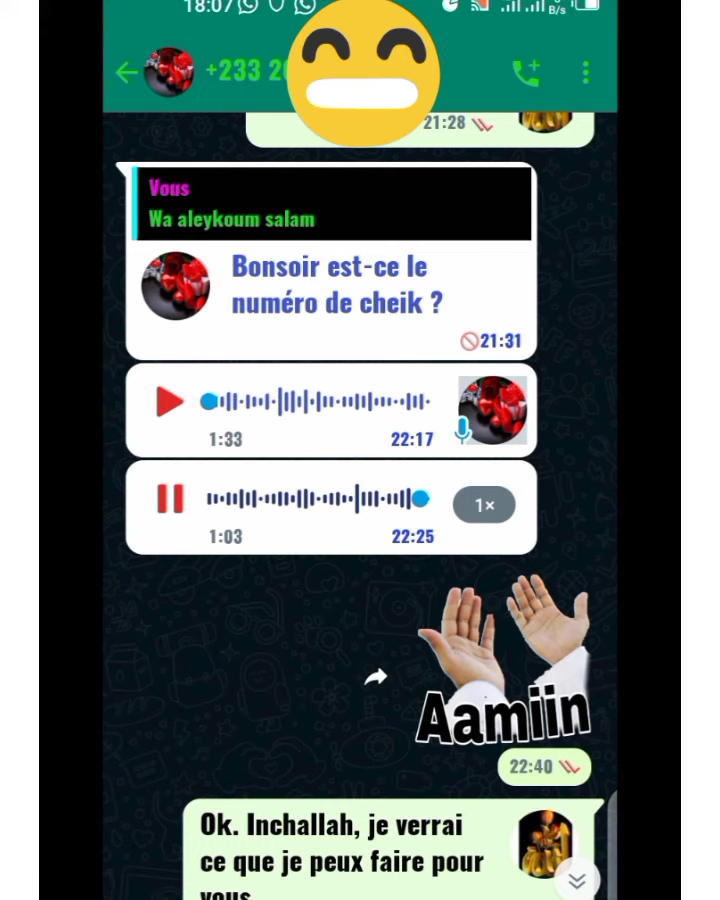 18:07
B/s
+233 2
21:28
Vous
Wa aleykoum salam
Bonsoir est-ce le
numéro de cheik ?
21:31
1:33 22:17
1x
1:03 22:25
Aamiin
22:40
Ok. Inchallah, je verrai
ce que je peux faire pour
vous